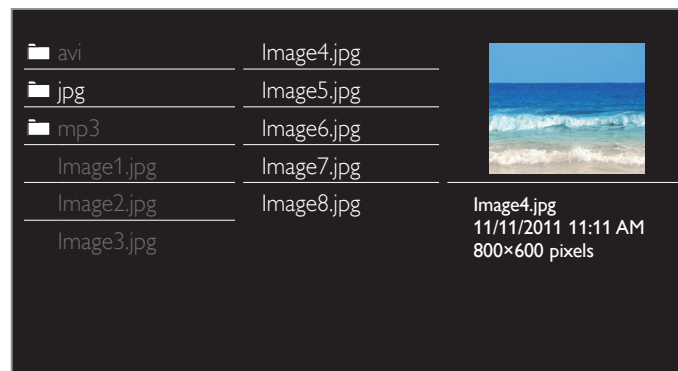 avi
jpg
mp3
Image1.jpg
Image2.jpg
Image3.jpg
Image4.jpg
Image5.jpg
Image6.jpg
Image7.jpg
Image8.jpg
Image4.jpg
11/11/2011 11:11 AM
800×600 pixels